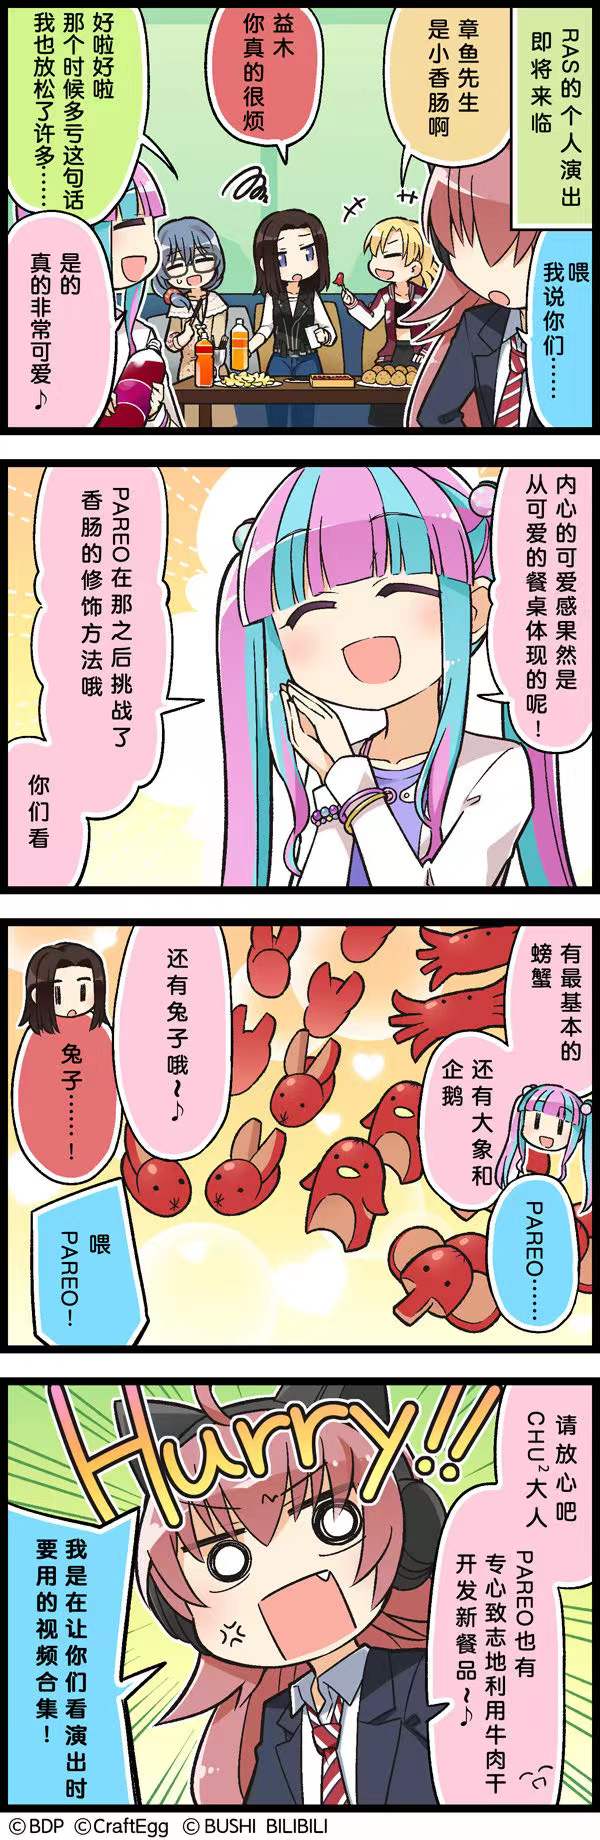 RAS的个人演出
即将来临
喂
我说你们……
章鱼先生
是小香肠啊
益木
你真的很烦
好啦好啦
那个时候多亏这句话
我也放松了许多……
是的
真的非常可爱♪
内心的可爱感果然是
从可爱的餐桌体现的呢！
PAREO在那之后挑战了
香肠的修饰方法哦
你们看
有最基本的
螃蟹
还有大象和
企鹅
PAREO……
还有兔子哦~♪
兔子……！
喂
PAREO！
请放心吧
CHU²大人
PAREO也有
专心致志地利用牛肉干
开发新餐品~♪
Hurry!!
我是在让你们看演出时
要用的视频合集！
©BDP ©CraftEgg © BUSHI BILIBILI